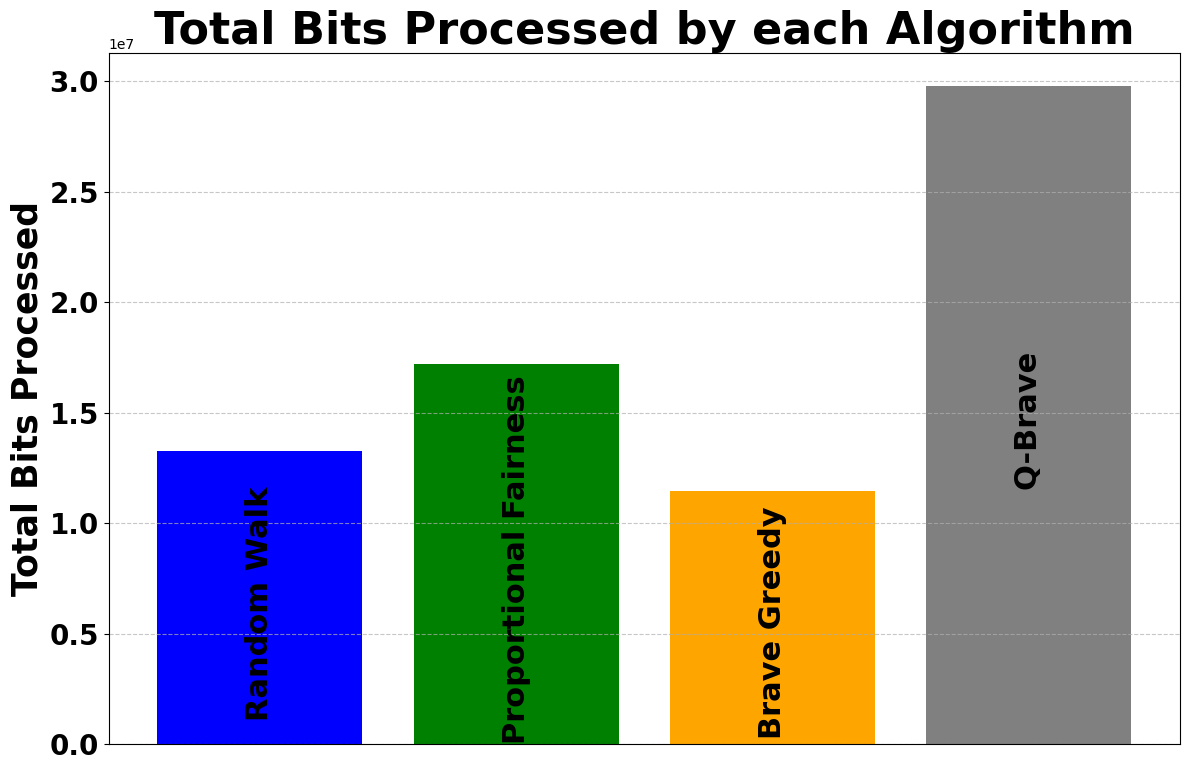 Total Bits Processed by each Algorithm
1e7
3.0
2.5
2.0
1.5
1.0
0.5
0.0
Total Bits Processed
Random Walk
Proportional Fairness
Brave Greedy
Q-Brave